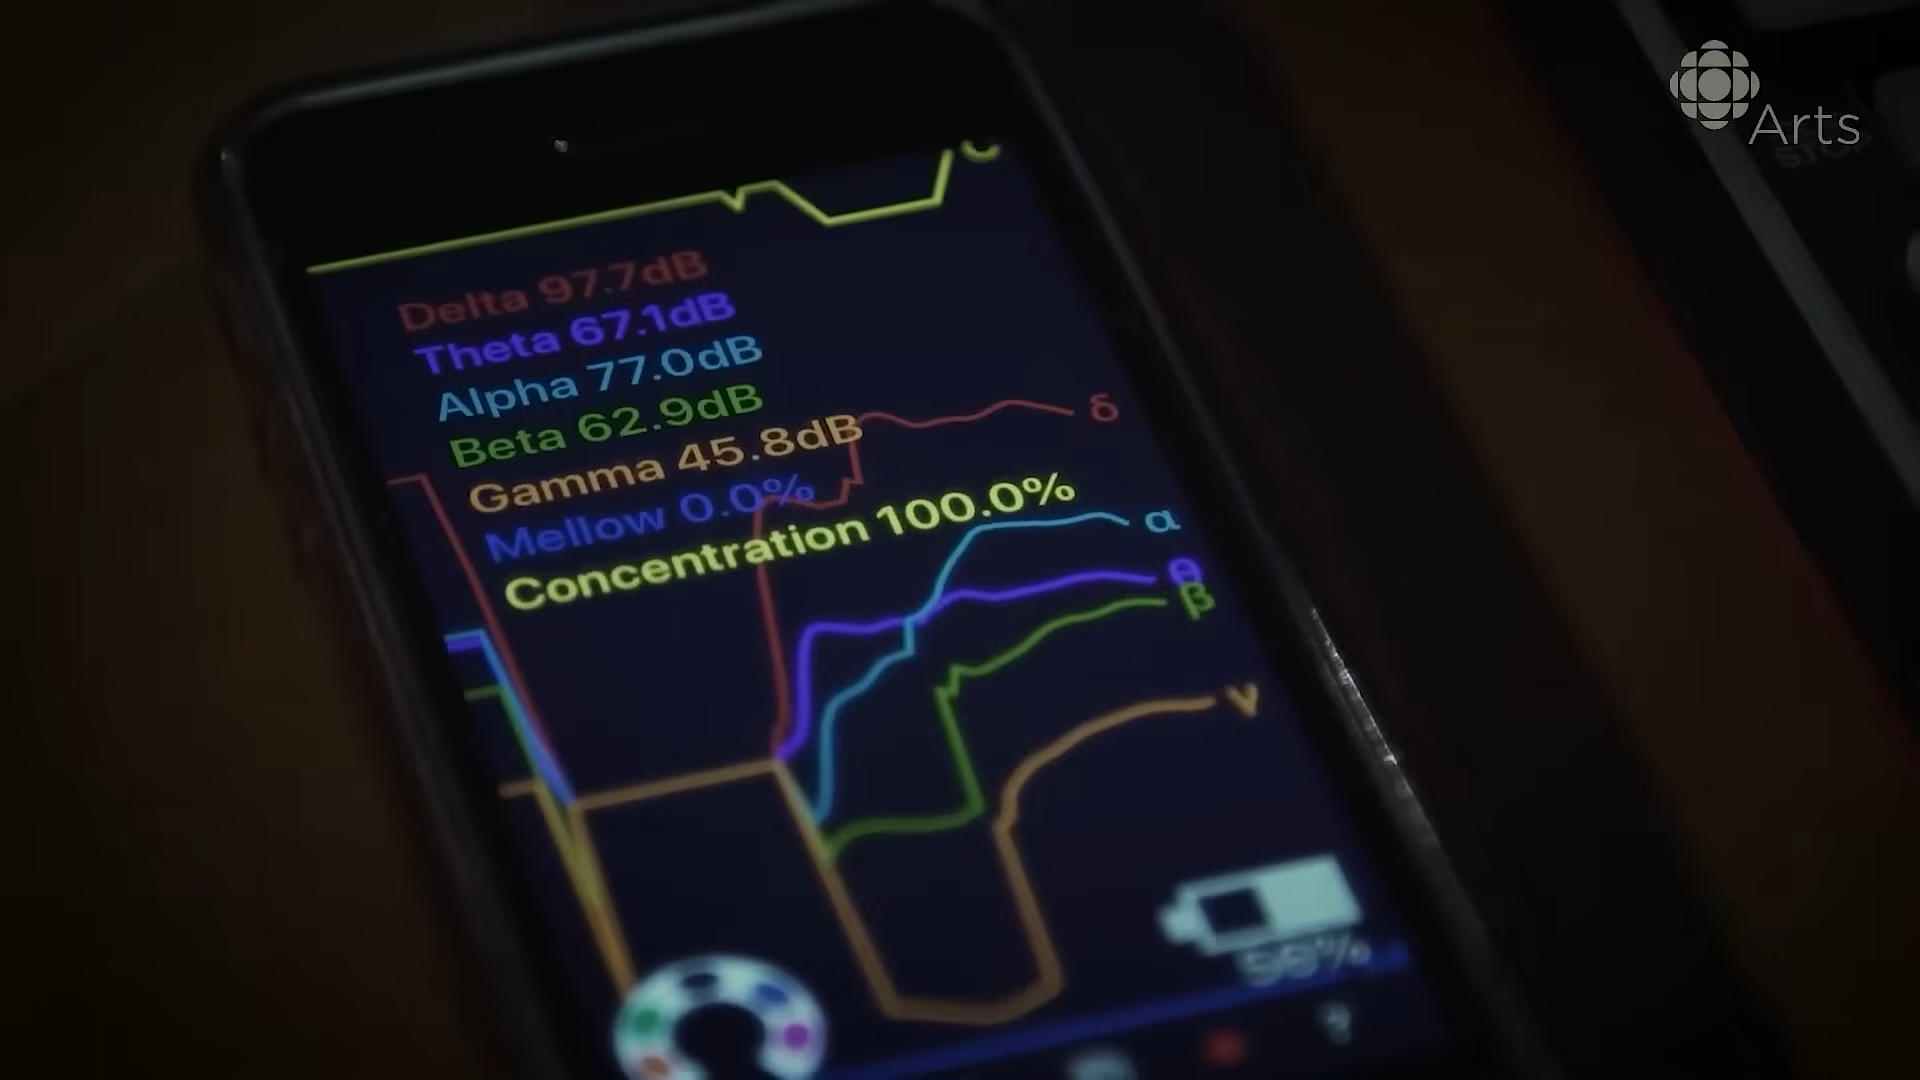 Arts
STOP
Delta 97.7dB
Theta 67.1dB
Alpha 77.0dB
Beta 62.9dB
Gamma 45.8dB
Mellow 0.0%
Concentration 100.0%
δ
α
θ
β
γ
?